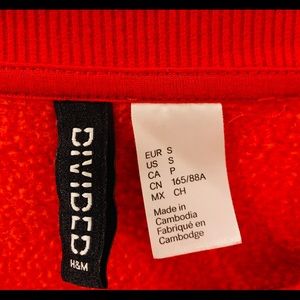 DIVIDED
H&M
EUR S
US S
CA P
CN 165/88A
MX CH
Made in
Cambodia
Fabriqué en
Cambodge